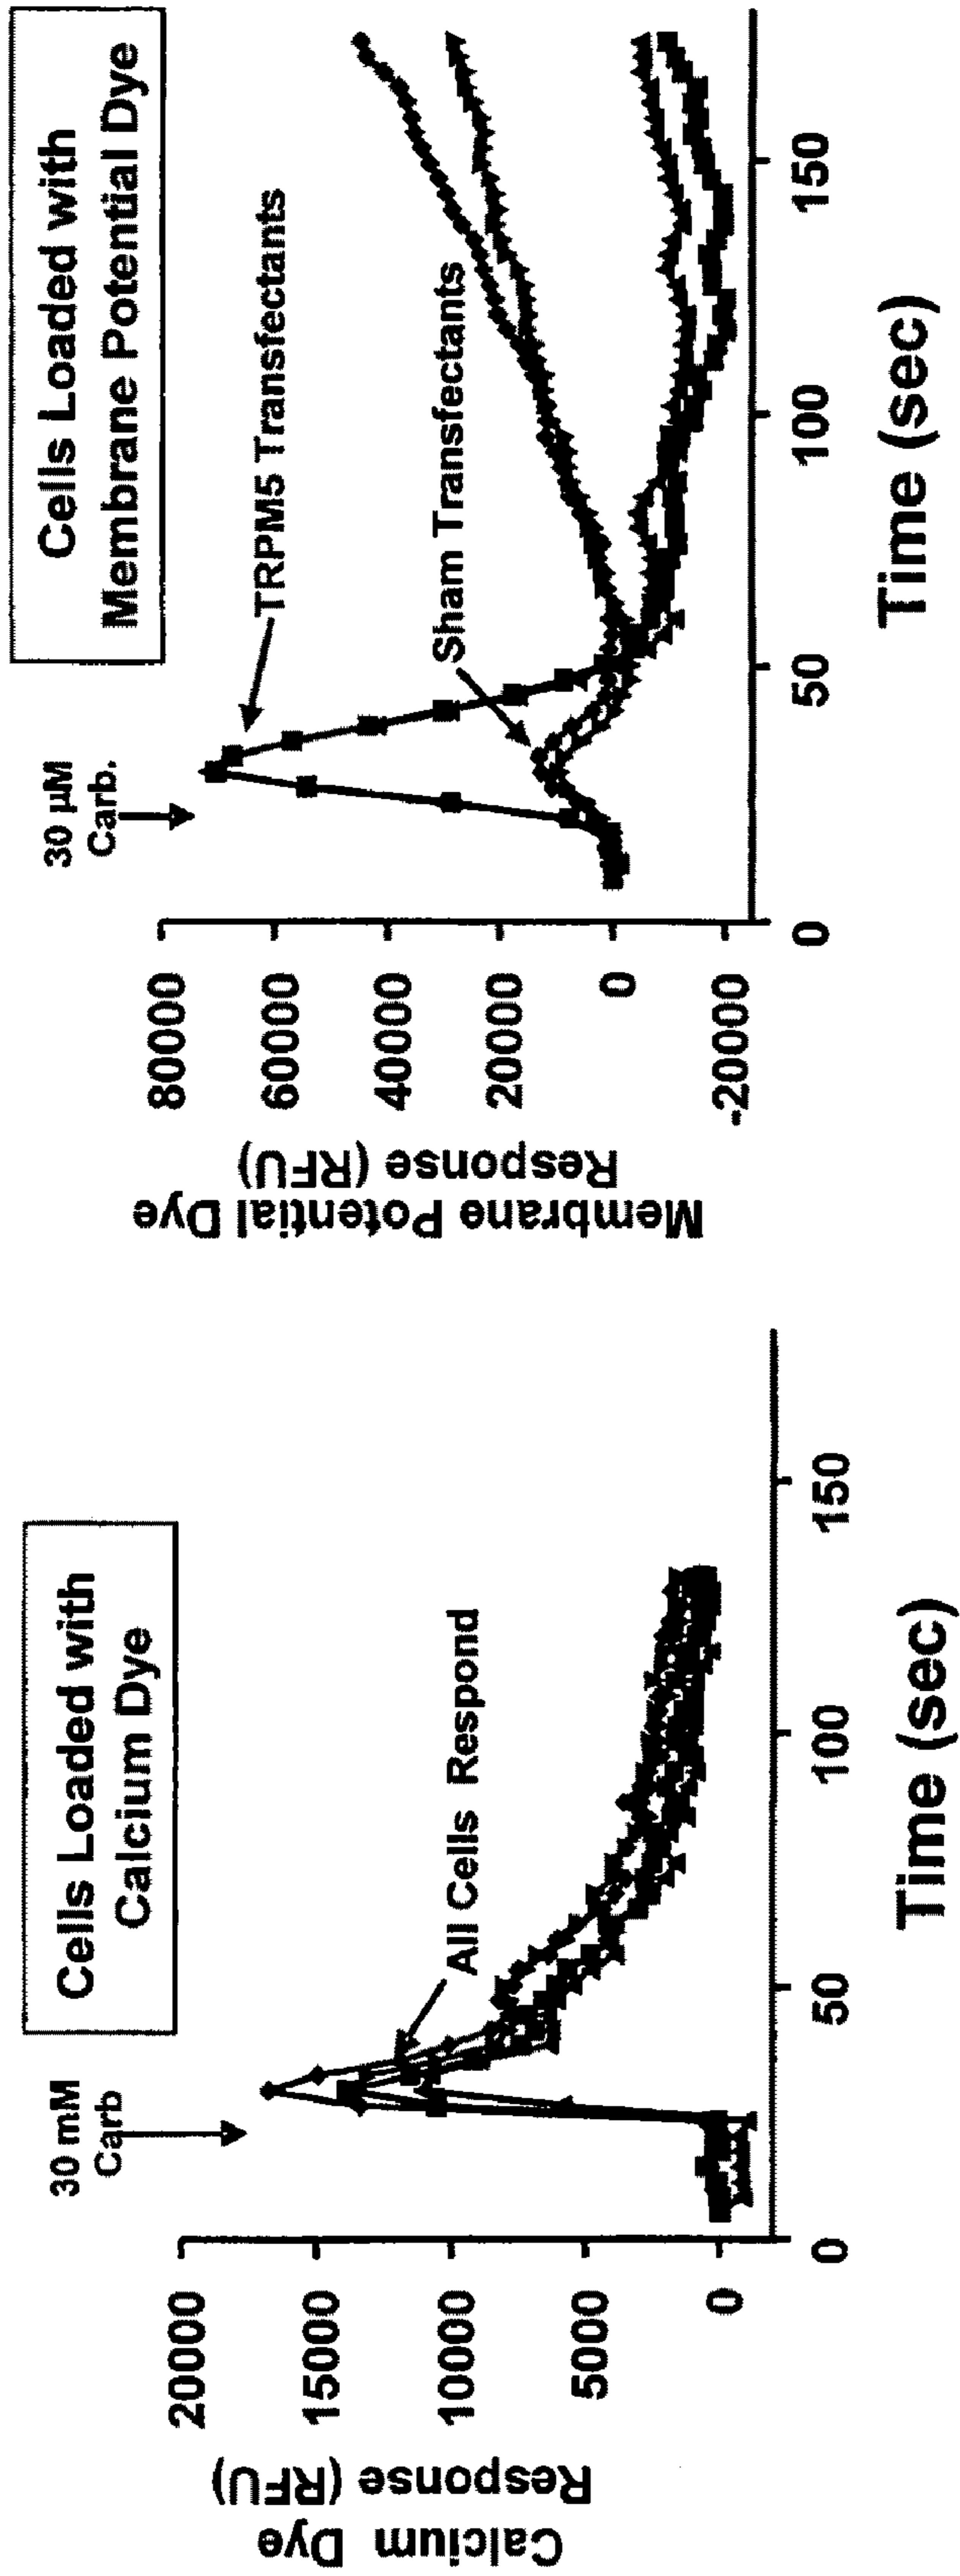 Cells Loaded with
Calcium Dye
30 mM
Carb
All Cells Respond
Calcium Dye
Response (RFU)
20000
15000
10000
5000
0
0
50
100
150
Time (sec)
Cells Loaded with
Membrane Potential Dye
30 µM
Carb.
TRPM5 Transfectants
Sham Transfectants
Membrane Potential Dye
Response (RFU)
80000
60000
40000
20000
0
-20000
0
50
100
150
Time (sec)